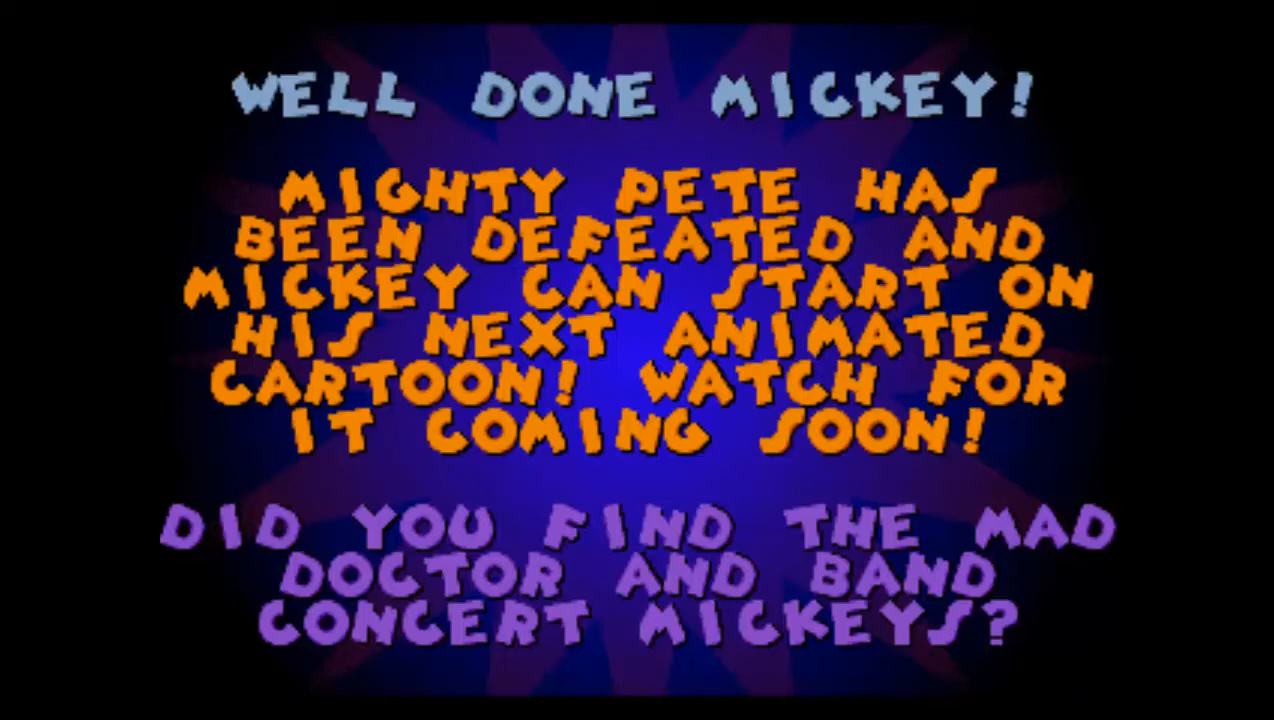 WELL DONE MICKEY!
MIGHTY PETE HAS
BEEN DEFEATED AND
MICKEY CAN START ON
HIS NEXT ANIMATED
CARTOON! WATCH FOR
IT COMING SOON!
DID YOU FIND THE MAD
DOCTOR AND BAND
CONCERT MICKEYS?